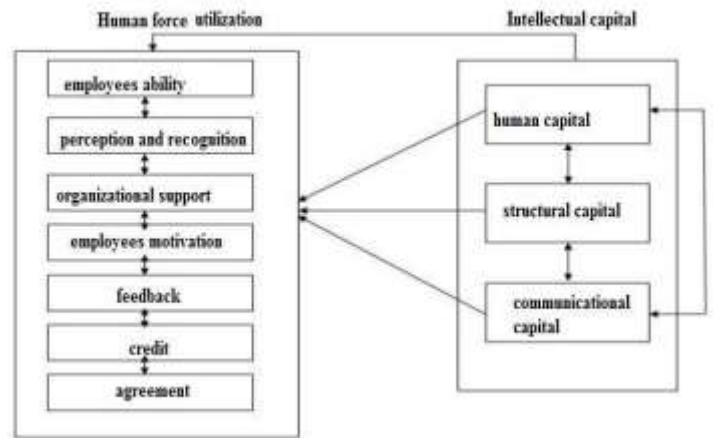 Human force utilization
employees ability
perception and recognition
organizational support
employees motivation
feedback
credit
agreement
Intellectual capital
human capital
structural capital
communicational
capital